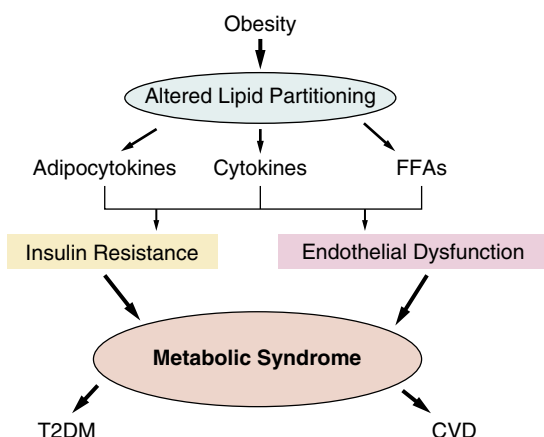 Obesity
Altered Lipid Partitioning
Adipocytokines Cytokines FFAs
Insulin Resistance Endothelial Dysfunction
Metabolic Syndrome
T2DM CVD